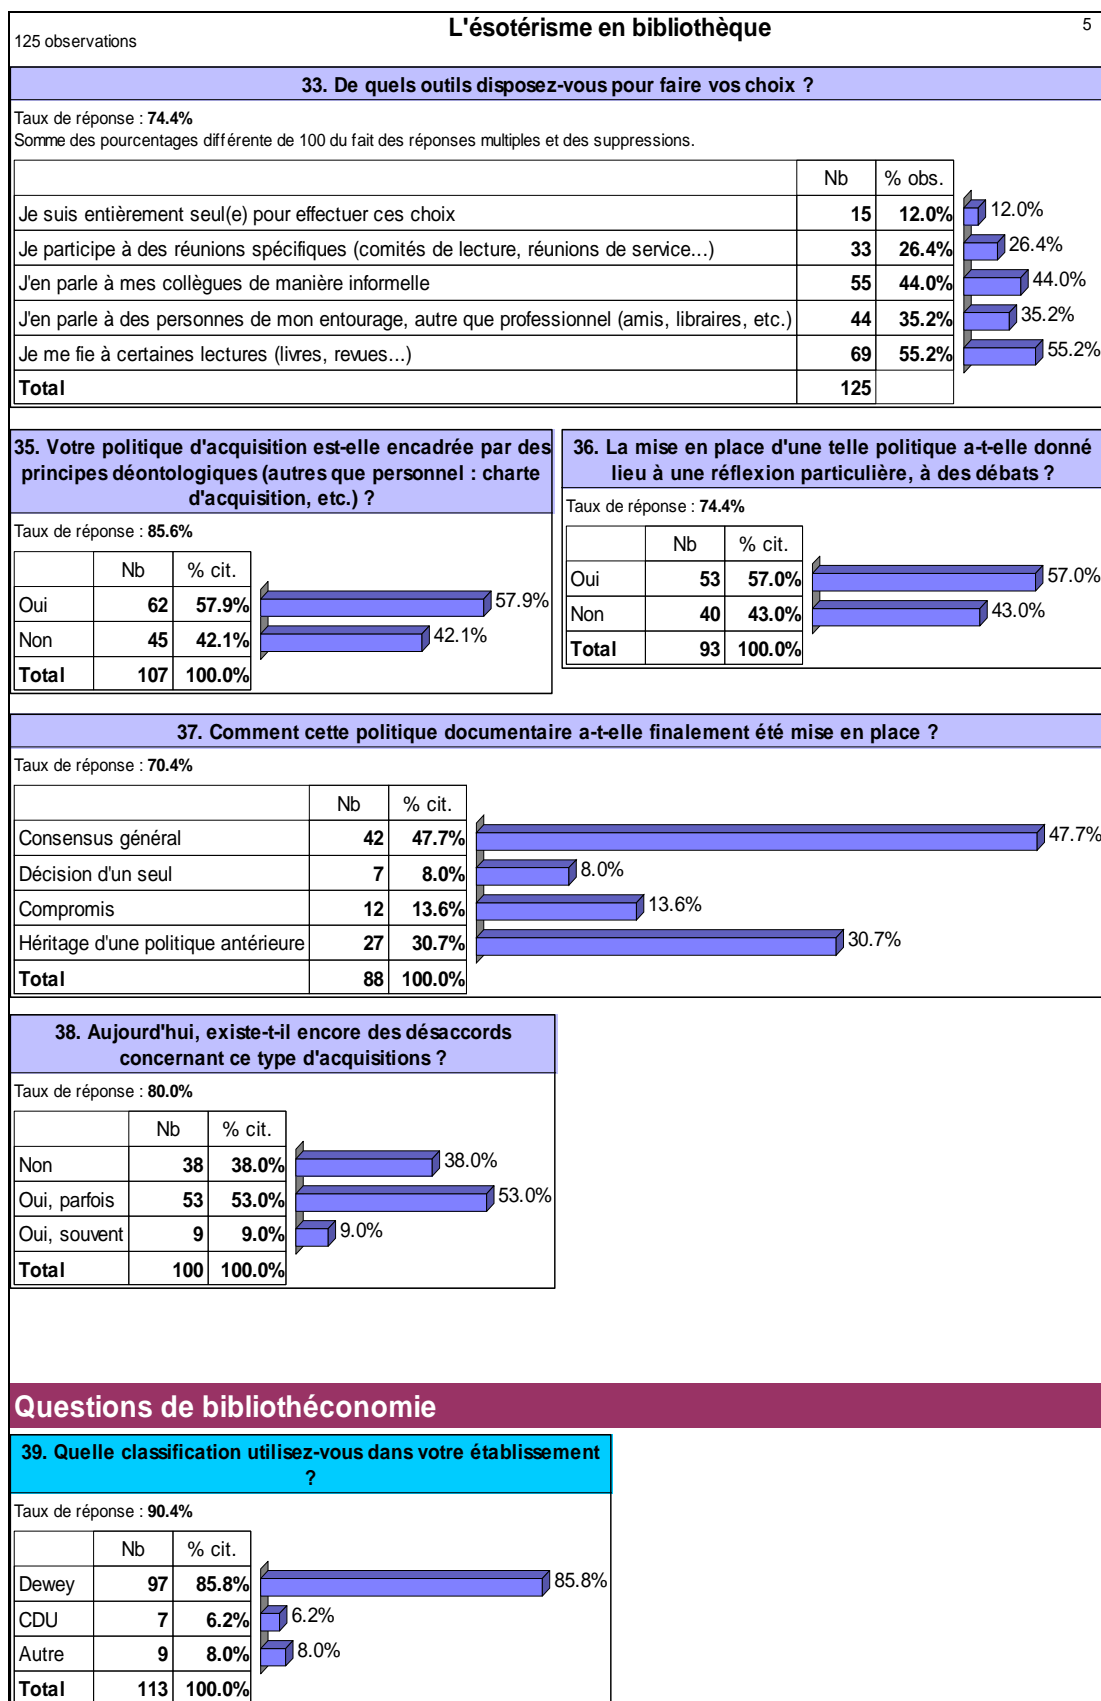 125 observations
L'ésotérisme en bibliothèque
5
33. De quels outils disposez-vous pour faire vos choix ?
Taux de réponse : 74.4%
Somme des pourcentages différente de 100 du fait des réponses multiples et des suppressions.
Nb % obs.
Je suis entièrement seul(e) pour effectuer ces choix 15 12.0% 12.0%
Je participe à des réunions spécifiques (comités de lecture, réunions de service...) 33 26.4% 26.4%
J'en parle à mes collègues de manière informelle 55 44.0% 44.0%
J'en parle à des personnes de mon entourage, autre que professionnel (amis, libraires, etc.) 44 35.2% 35.2%
Je me fie à certaines lectures (livres, revues...) 69 55.2% 55.2%
Total 125
35. Votre politique d'acquisition est-elle encadrée par des
principes déontologiques (autres que personnel : charte
d'acquisition, etc.) ?
Taux de réponse : 85.6%
Nb % cit.
Oui 62 57.9% 57.9%
Non 45 42.1% 42.1%
Total 107 100.0%
36. La mise en place d'une telle politique a-t-elle donné
lieu à une réflexion particulière, à des débats ?
Taux de réponse : 74.4%
Nb % cit.
Oui 53 57.0% 57.0%
Non 40 43.0% 43.0%
Total 93 100.0%
37. Comment cette politique documentaire a-t-elle finalement été mise en place ?
Taux de réponse : 70.4%
Nb % cit.
Consensus général 42 47.7% 47.7%
Décision d'un seul 7 8.0% 8.0%
Compromis 12 13.6% 13.6%
Héritage d'une politique antérieure 27 30.7% 30.7%
Total 88 100.0%
38. Aujourd'hui, existe-t-il encore des désaccords
concernant ce type d'acquisitions ?
Taux de réponse : 80.0%
Nb % cit.
Non 38 38.0% 38.0%
Oui, parfois 53 53.0% 53.0%
Oui, souvent 9 9.0% 9.0%
Total 100 100.0%
Questions de bibliothéconomie
39. Quelle classification utilisez-vous dans votre établissement
?
Taux de réponse : 90.4%
Nb % cit.
Dewey 97 85.8% 85.8%
CDU 7 6.2% 6.2%
Autre 9 8.0% 8.0%
Total 113 100.0%